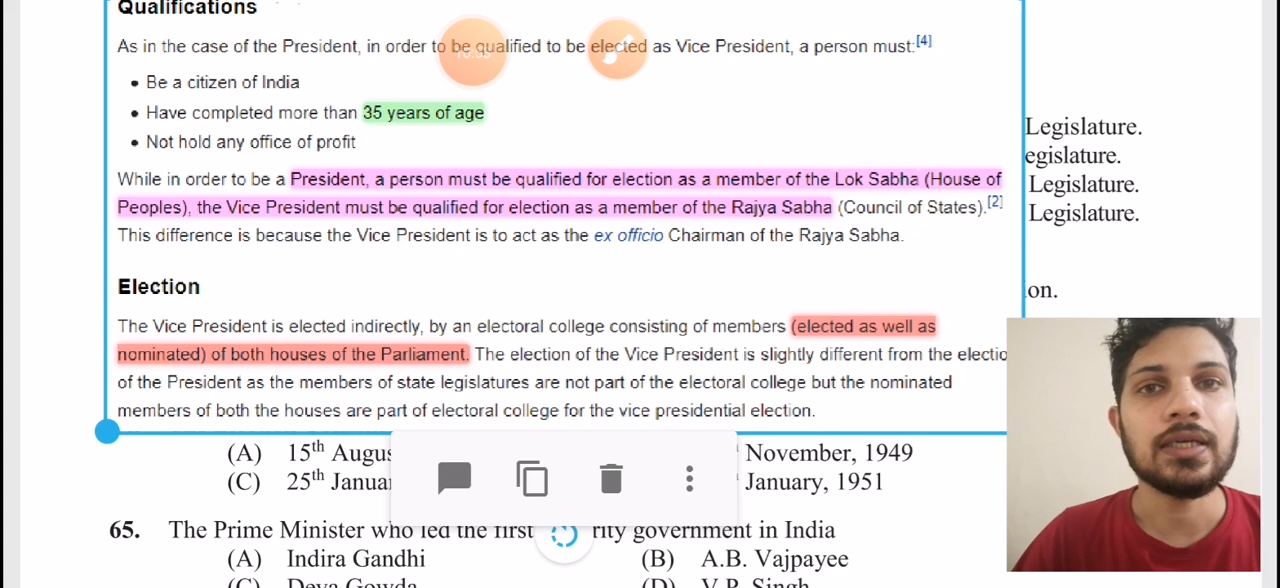 Qualifications
As in the case of the President, in order to be qualified to be elected as Vice President, a person must:[4]
• Be a citizen of India
• Have completed more than 35 years of age
• Not hold any office of profit
While in order to be a President, a person must be qualified for election as a member of the Lok Sabha (House of
Peoples), the Vice President must be qualified for election as a member of the Rajya Sabha (Council of States).[2]
This difference is because the Vice President is to act as the ex officio Chairman of the Rajya Sabha.
Election
The Vice President is elected indirectly, by an electoral college consisting of members (elected as well as
nominated) of both houses of the Parliament. The election of the Vice President is slightly different from the electio
of the President as the members of state legislatures are not part of the electoral college but the nominated
members of both the houses are part of electoral college for the vice presidential election.
Legislature.
egislature.
Legislature.
Legislature.
on.
(A) 15th Augus November, 1949
(C) 25th Janua January, 1951
65. The Prime Minister who led the first rity government in India
(A) Indira Gandhi (B) A.B. Vajpayee
(C) Deva Gowda (D) V.P. Singh